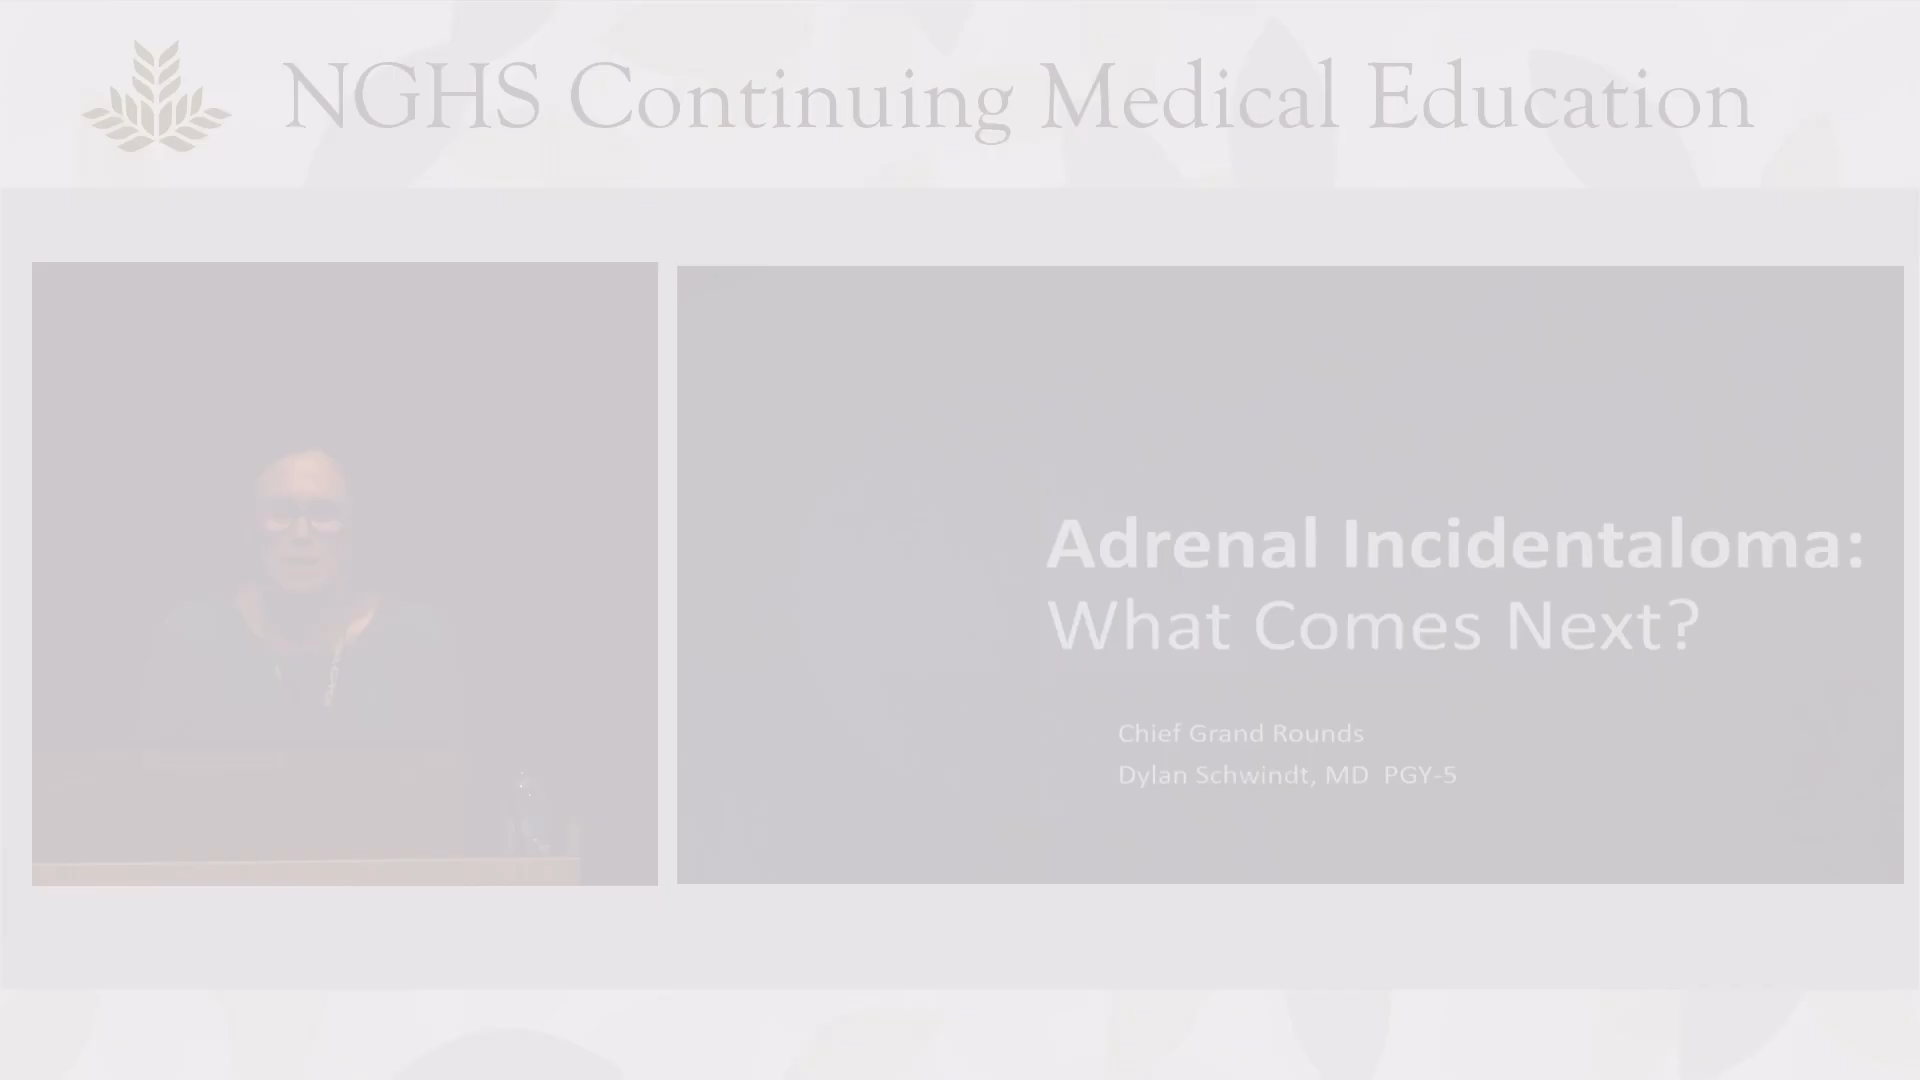 NGHS Continuing Medical Education
Adrenal Incidentaloma:
What Comes Next?
Chief Grand Rounds
Dylan Schwindt, MD  PGY-5